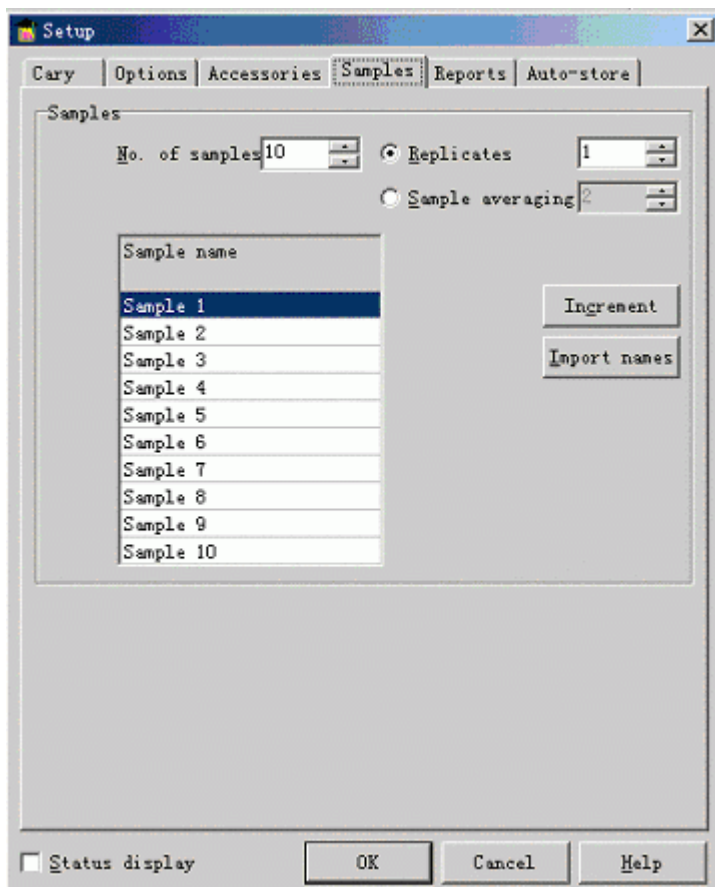 Setup
Cary Options Accessories Samples Reports Auto-store
Samples
No. of samples 10 Replicates 1
Sample averaging 2
Sample name
Sample 1
Increment
Sample 2
Sample 3
Import names
Sample 4
Sample 5
Sample 6
Sample 7
Sample 8
Sample 9
Sample 10
Status display OK Cancel Help